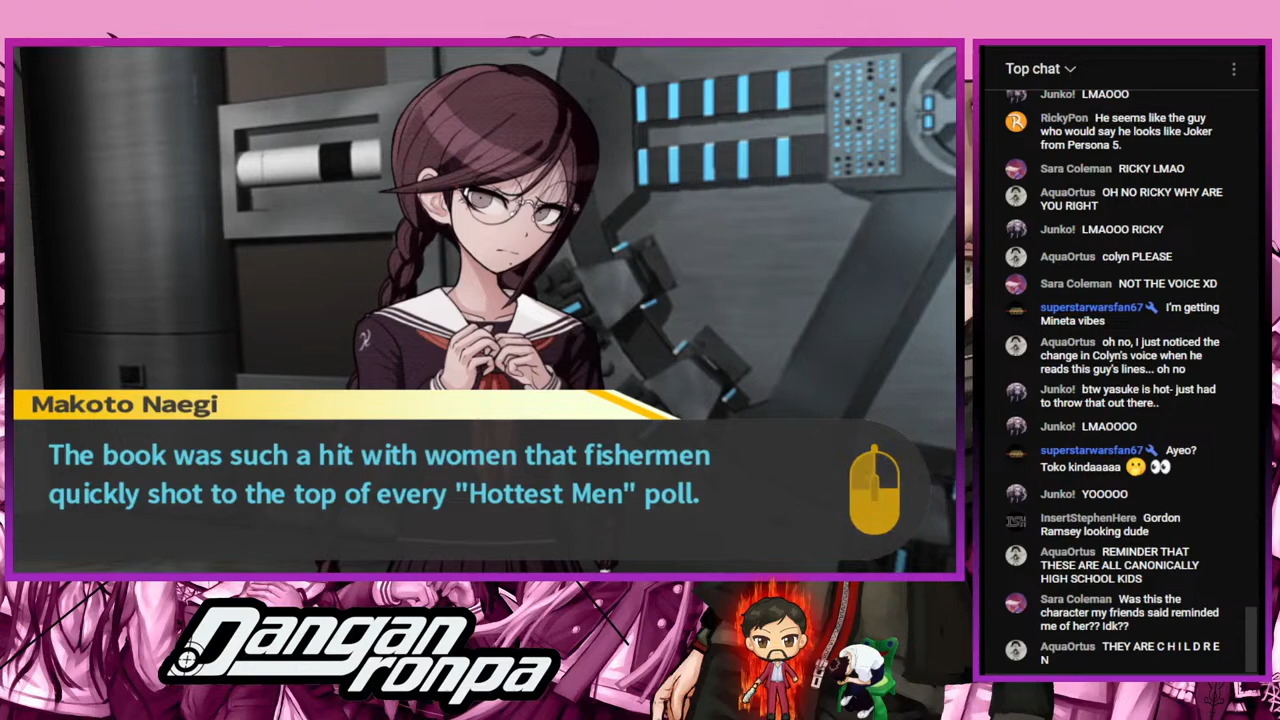 Makoto Naegi
The book was such a hit with women that fishermen
quickly shot to the top of every "Hottest Men" poll.
Dangan
ronpa
Top chat
Junko! LMAOOO
RickyPon He seems like the guy
who would say he looks like Joker
from Persona 5.
Sara Coleman RICKY LMAO
AquaOrtus OH NO RICKY WHY ARE
YOU RIGHT
Junko! LMAOOO RICKY
AquaOrtus colyn PLEASE
Sara Coleman NOT THE VOICE XD
superstarwarsfan67 I'm getting
Mineta vibes
AquaOrtus oh no, I just noticed the
change in Colyn's voice when he
reads this guy's lines... oh no
Junko! btw yasuke is hot- just had
to throw that out there..
Junko! LMAOOOO
superstarwarsfan67 Ayeo?
Toko kindaaaaa 🤭 👀
Junko! YOOOOO
ISH
InsertStephenHere Gordon
Ramsey looking dude
AquaOrtus REMINDER THAT
THESE ARE ALL CANONICALLY
HIGH SCHOOL KIDS
Sara Coleman Was this the
character my friends said reminded
me of her?? Idk??
AquaOrtus THEY ARE C H I L D R E
N